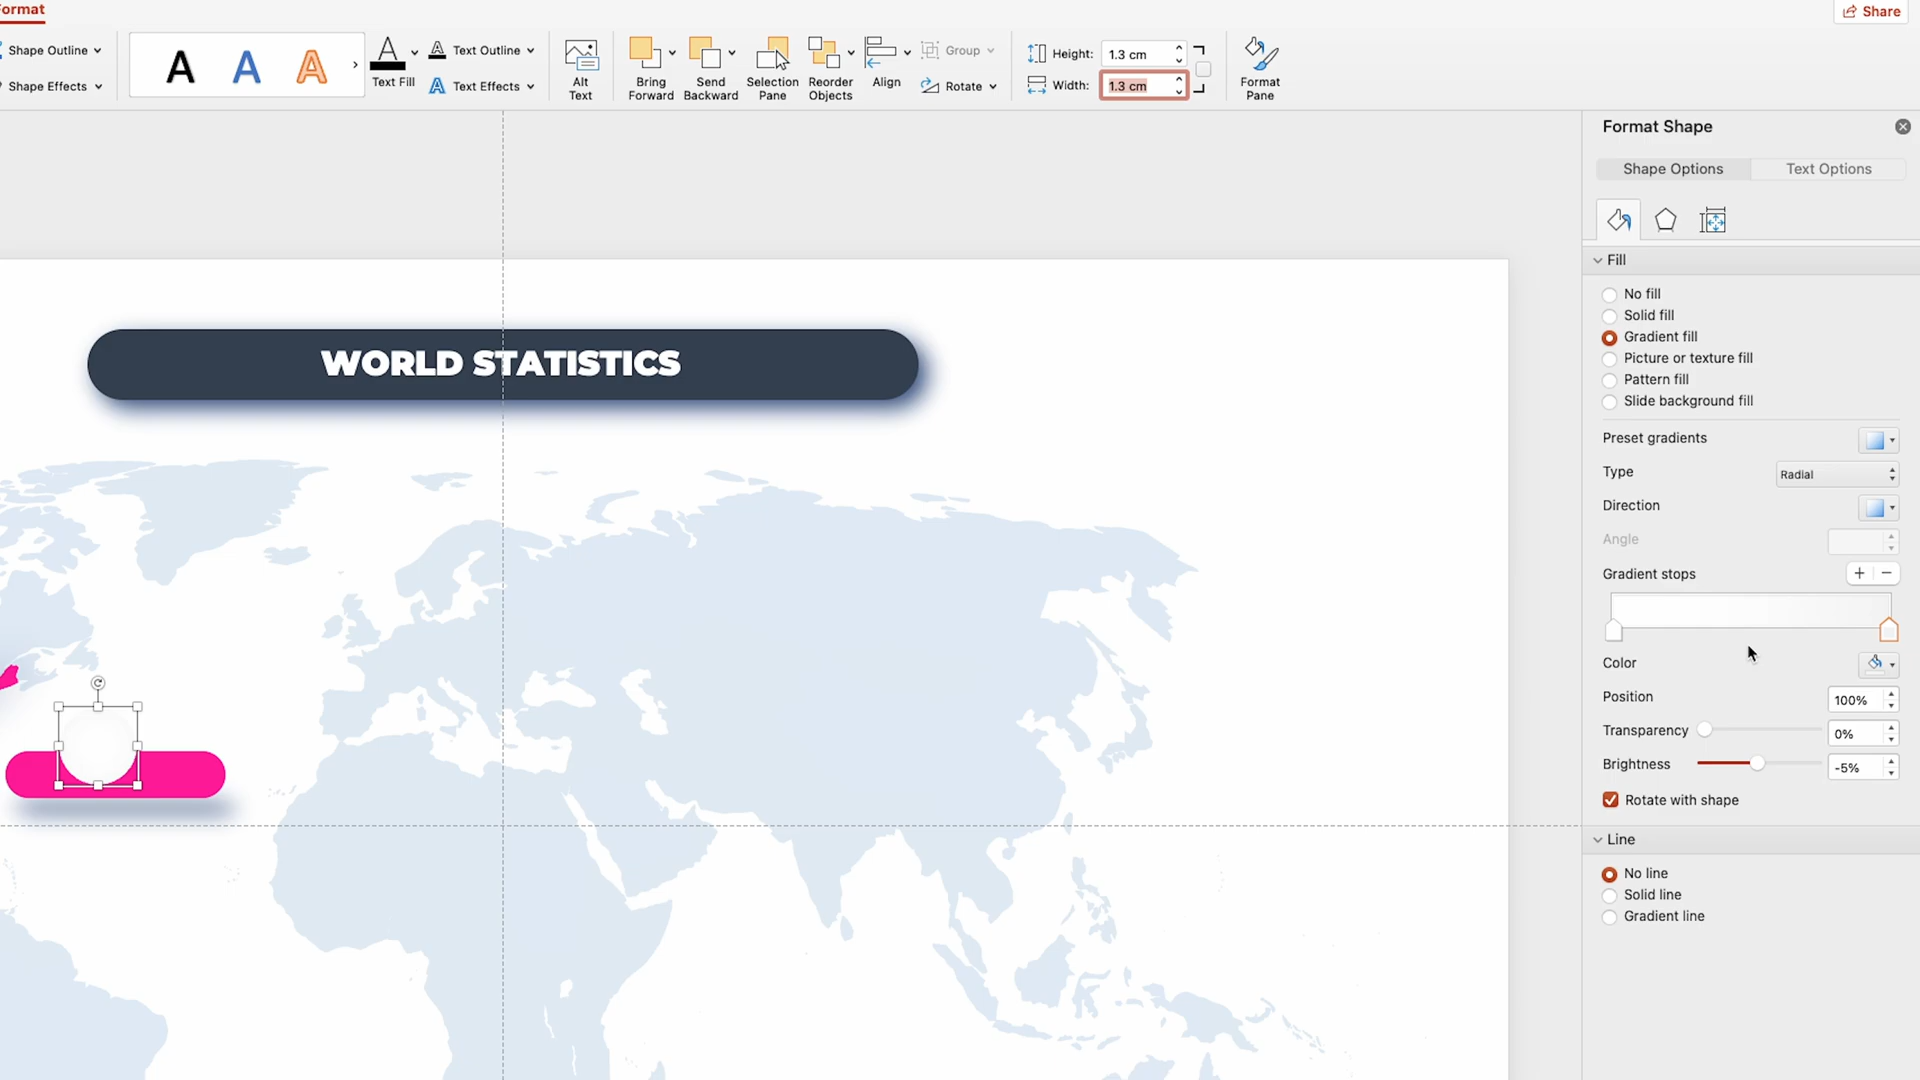 Format
Share
Shape Outline
Shape Effects
A A A
Text Fill
Text Outline
Text Effects
Alt Text
Bring Forward
Send Backward
Selection Pane
Reorder Objects
Align
Group
Rotate
Height: 1.3 cm
Width: 1.3 cm
Format Pane
Format Shape
Shape Options Text Options
Fill
No fill
Solid fill
Gradient fill
Picture or texture fill
Pattern fill
Slide background fill
Preset gradients
Type Radial
Direction
Angle
Gradient stops + −
Color
Position 100%
Transparency 0%
Brightness -5%
Rotate with shape
Line
No line
Solid line
Gradient line
WORLD STATISTICS